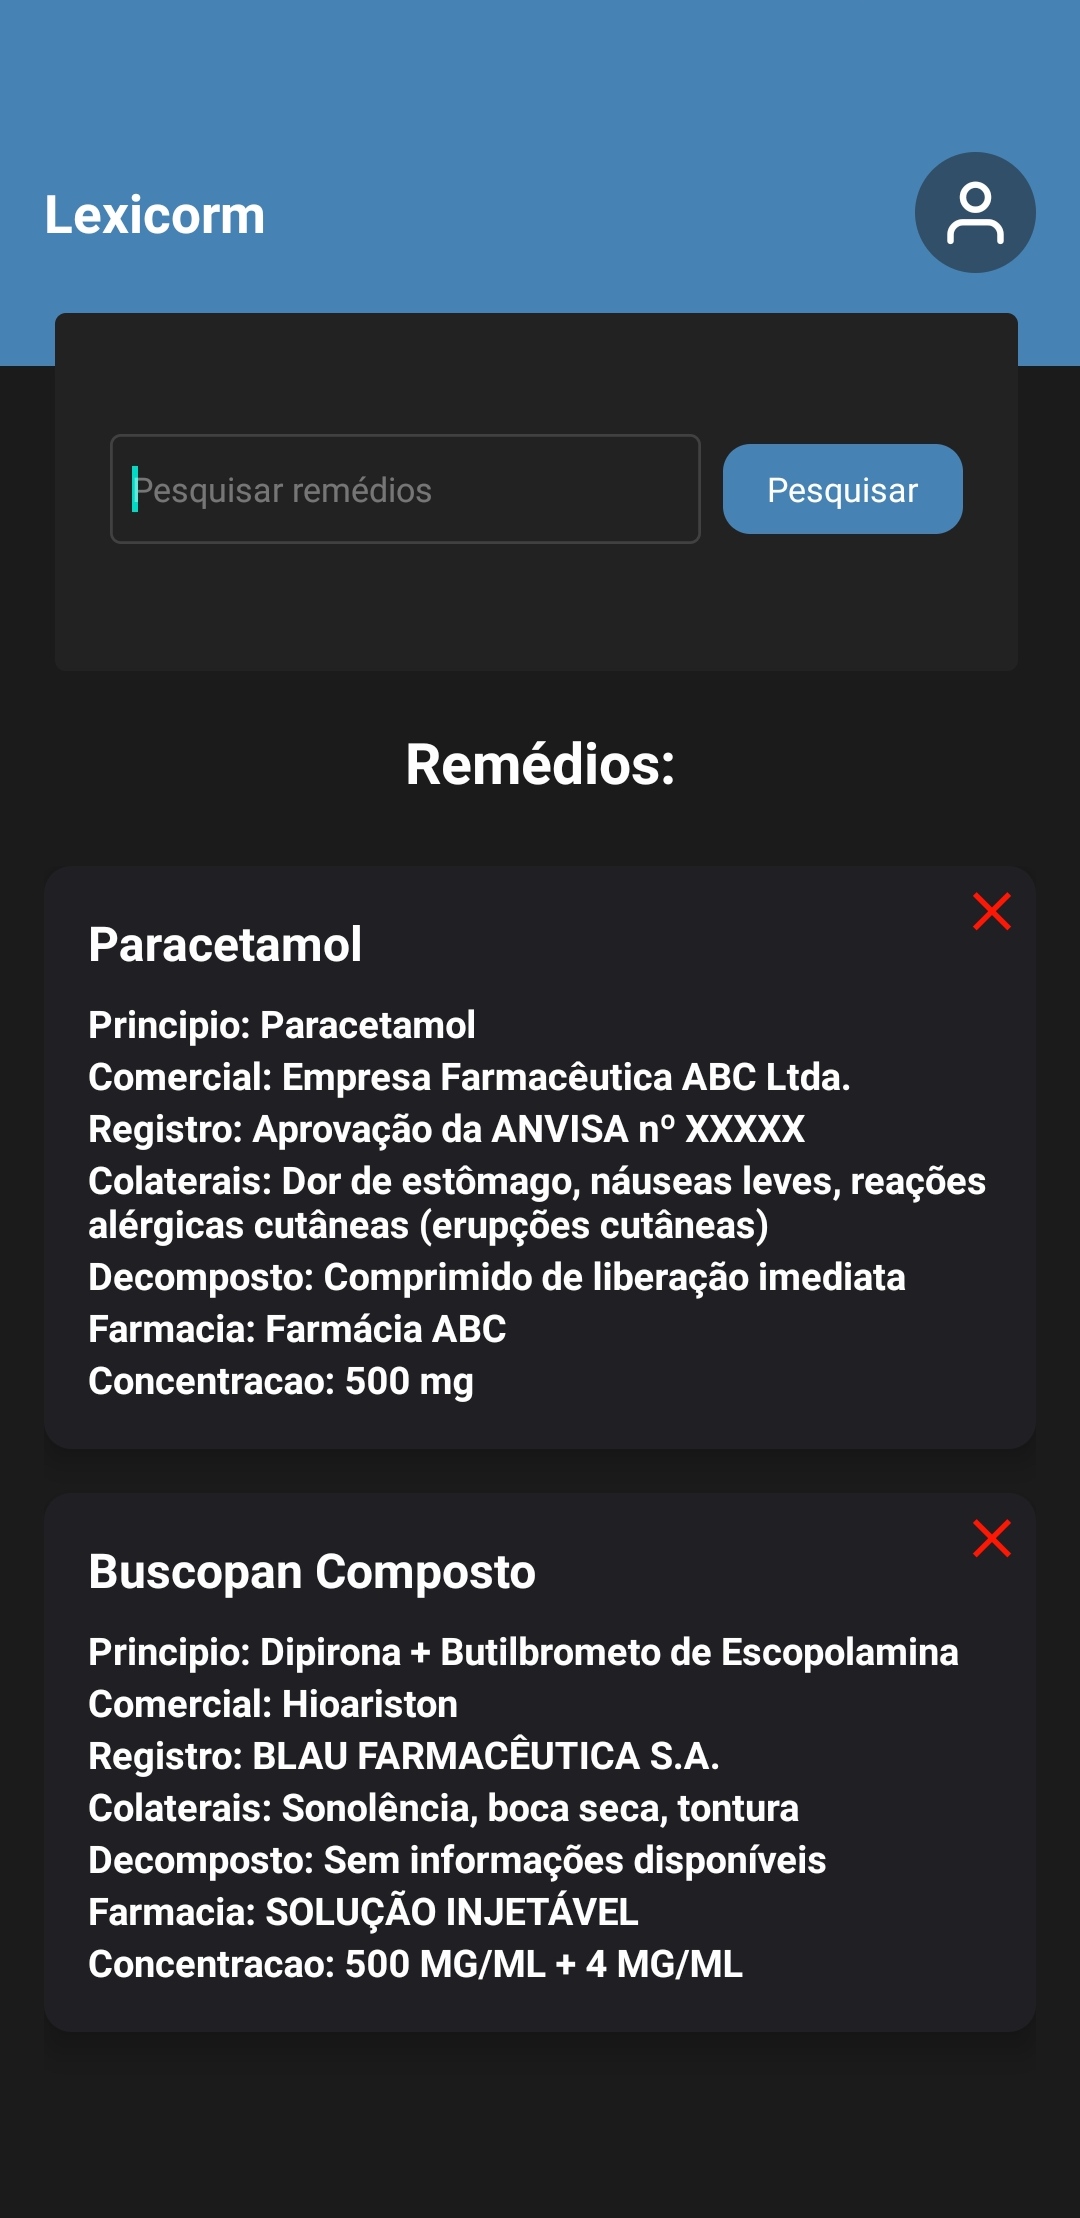 Lexicorm
Pesquisar remédios
Pesquisar
Remédios:
Paracetamol
Principio: Paracetamol
Comercial: Empresa Farmacêutica ABC Ltda.
Registro: Aprovação da ANVISA nº XXXXX
Colaterais: Dor de estômago, náuseas leves, reações
alérgicas cutâneas (erupções cutâneas)
Decomposto: Comprimido de liberação imediata
Farmacia: Farmácia ABC
Concentracao: 500 mg
Buscopan Composto
Principio: Dipirona + Butilbrometo de Escopolamina
Comercial: Hioariston
Registro: BLAU FARMACÊUTICA S.A.
Colaterais: Sonolência, boca seca, tontura
Decomposto: Sem informações disponíveis
Farmacia: SOLUÇÃO INJETÁVEL
Concentracao: 500 MG/ML + 4 MG/ML